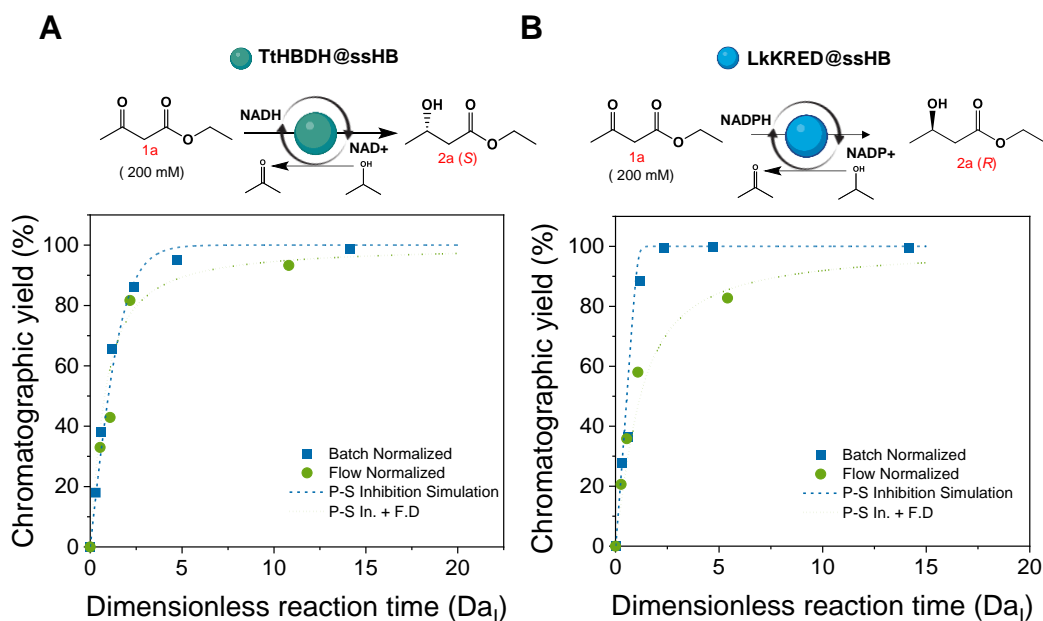 A
TtHBDH@ssHB
O
O
O
1a
( 200 mM)
NADH
NAD+
O
OH
OH
O
O
2a (S)
Chromatographic yield (%)
100
80
60
40
20
0
Batch Normalized
Flow Normalized
P-S Inhibition Simulation
P-S In. + F.D
0
5
10
15
20
Dimensionless reaction time (DaI)
B
LkKRED@ssHB
O
O
O
1a
( 200 mM)
NADPH
NADP+
O
OH
OH
O
O
2a (R)
Chromatographic yield (%)
100
80
60
40
20
0
Batch Normalized
Flow Normalized
P-S Inhibition Simulation
P-S In. + F.D
0
5
10
15
20
Dimensionless reaction time (DaI)